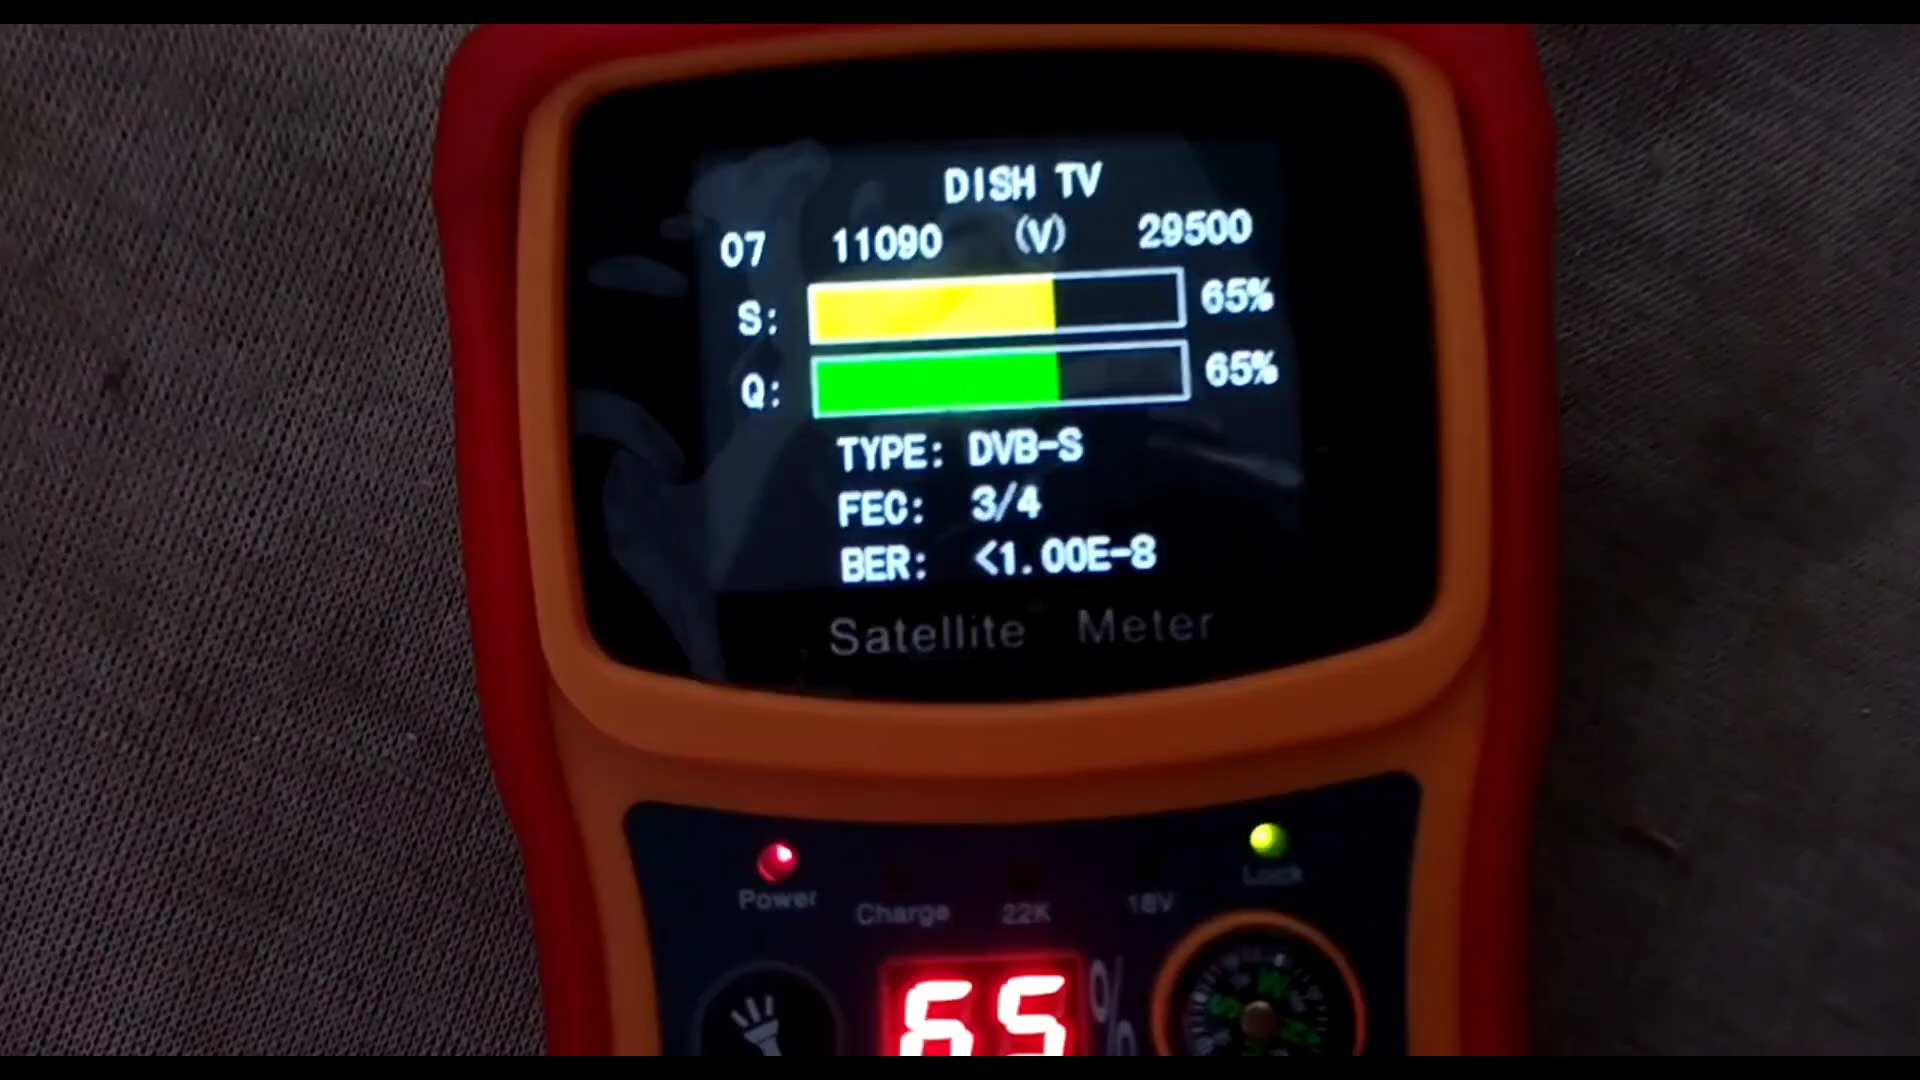 DISH TV
07 11090 (V) 29500
S: 65%
Q: 65%
TYPE: DVB-S
FEC: 3/4
BER: <1.00E-8
Satellite Meter
Power Charge 22K 18V Lock
65 %
S W N